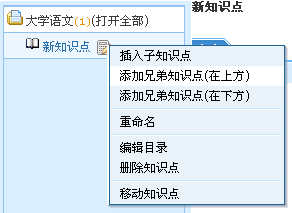 大学语文(1)(打开全部)
新知识点
新知识点
插入子知识点
添加兄弟知识点(在上方)
添加兄弟知识点(在下方)
重命名
编辑目录
删除知识点
移动知识点